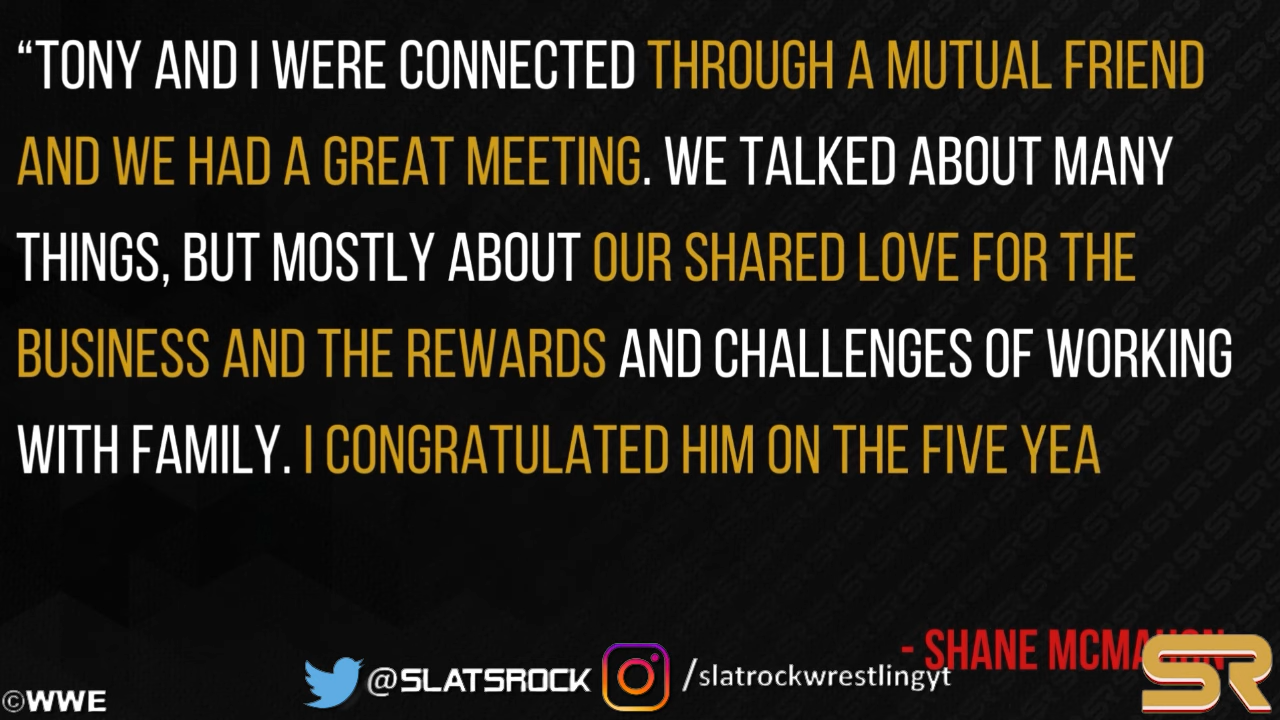 “TONY AND I WERE CONNECTED THROUGH A MUTUAL FRIEND
AND WE HAD A GREAT MEETING. WE TALKED ABOUT MANY
THINGS, BUT MOSTLY ABOUT OUR SHARED LOVE FOR THE
BUSINESS AND THE REWARDS AND CHALLENGES OF WORKING
WITH FAMILY. I CONGRATULATED HIM ON THE FIVE YEA
- SHANE MCMAHON
@SLATSROCK /slatrockwrestlingyt
SR
©WWE